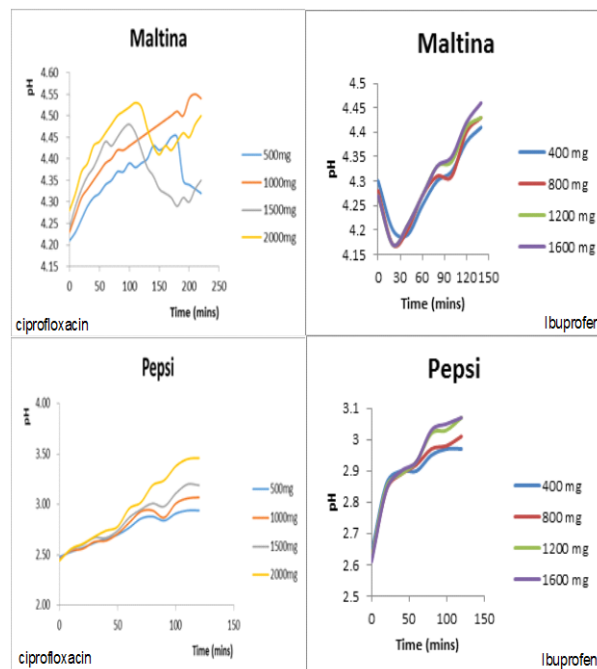 Maltina
pH
4.60
4.55
4.50
4.45
4.40
4.35
4.30
4.25
4.20
4.15
0 50 100 150 200 250
Time (mins)
500mg
1000mg
1500mg
2000mg
ciprofloxacin
Maltina
pH
4.5
4.45
4.4
4.35
4.3
4.25
4.2
4.15
0 30 60 90 120 150
Time (mins)
400 mg
800 mg
1200 mg
1600 mg
Ibuprofen
Pepsi
pH
4.00
3.50
3.00
2.50
2.00
0 50 100 150
Time (mins)
500mg
1000mg
1500mg
2000mg
ciprofloxacin
Pepsi
pH
3.1
3
2.9
2.8
2.7
2.6
2.5
0 50 100 150
Time (mins)
400 mg
800 mg
1200 mg
1600 mg
Ibuprofen